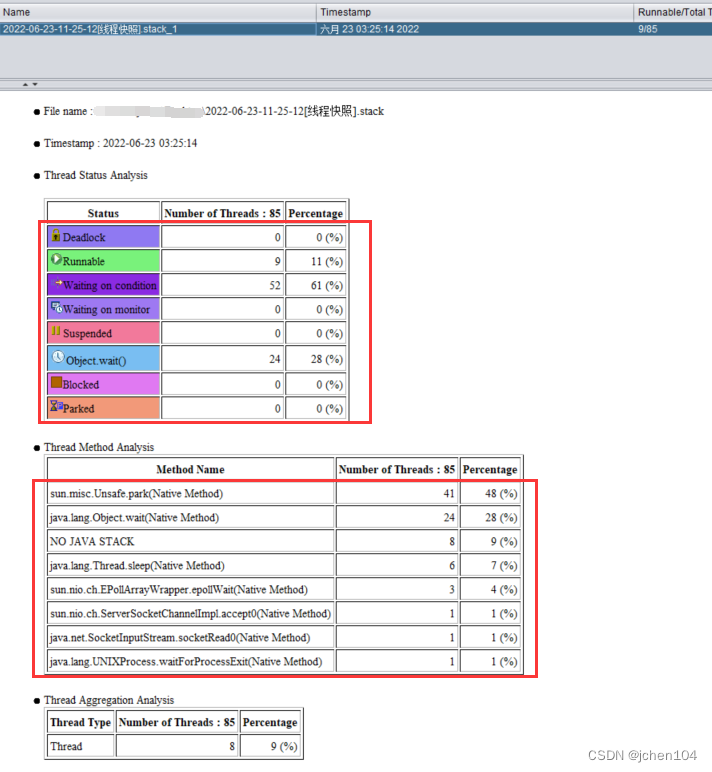 Name Timestamp Runnable/Total T
2022-06-23-11-25-12[线程快照].stack_1 六月 23 03:25:14 2022 9/85
File name : \2022-06-23-11-25-12[线程快照].stack
Timestamp : 2022-06-23 03:25:14
Thread Status Analysis
Status Number of Threads : 85 Percentage
Deadlock 0 0 (%)
Runnable 9 11 (%)
Waiting on condition 52 61 (%)
Waiting on monitor 0 0 (%)
Suspended 0 0 (%)
Object.wait() 24 28 (%)
Blocked 0 0 (%)
Parked 0 0 (%)
Thread Method Analysis
Method Name Number of Threads : 85 Percentage
sun.misc.Unsafe.park(Native Method) 41 48 (%)
java.lang.Object.wait(Native Method) 24 28 (%)
NO JAVA STACK 8 9 (%)
java.lang.Thread.sleep(Native Method) 6 7 (%)
sun.nio.ch.EPollArrayWrapper.epollWait(Native Method) 3 4 (%)
sun.nio.ch.ServerSocketChannelImpl.accept0(Native Method) 1 1 (%)
java.net.SocketInputStream.socketRead0(Native Method) 1 1 (%)
java.lang.UNIXProcess.waitForProcessExit(Native Method) 1 1 (%)
Thread Aggregation Analysis
Thread Type Number of Threads : 85 Percentage
Thread 8 9 (%)
CSDN @jchen104